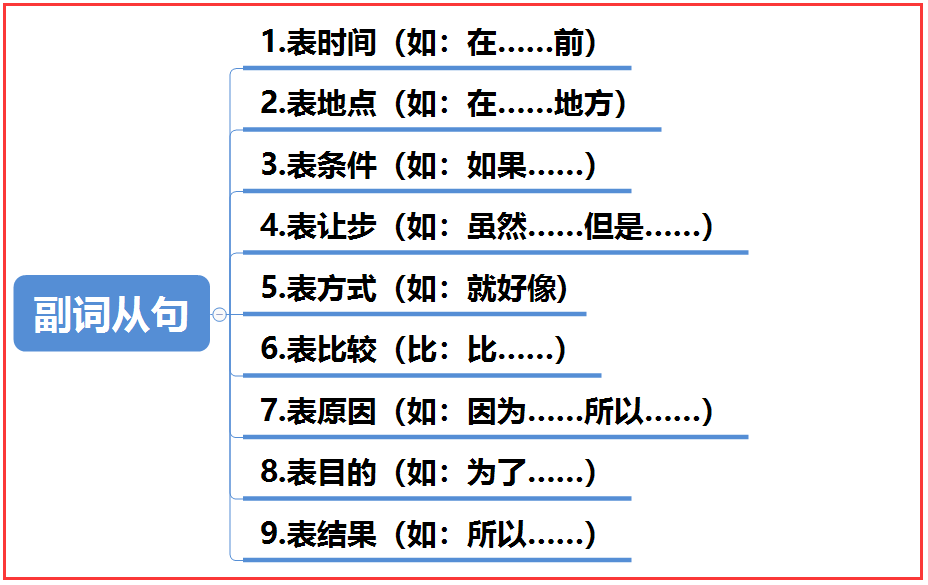 1.表时间（如：在……前）
2.表地点（如：在……地方）
3.表条件（如：如果……）
4.表让步（如：虽然……但是……）
副词从句
5.表方式（如：就好像)
6.表比较（比：比……）
7.表原因（如：因为……所以……）
8.表目的（如：为了……）
9.表结果（如：所以……）